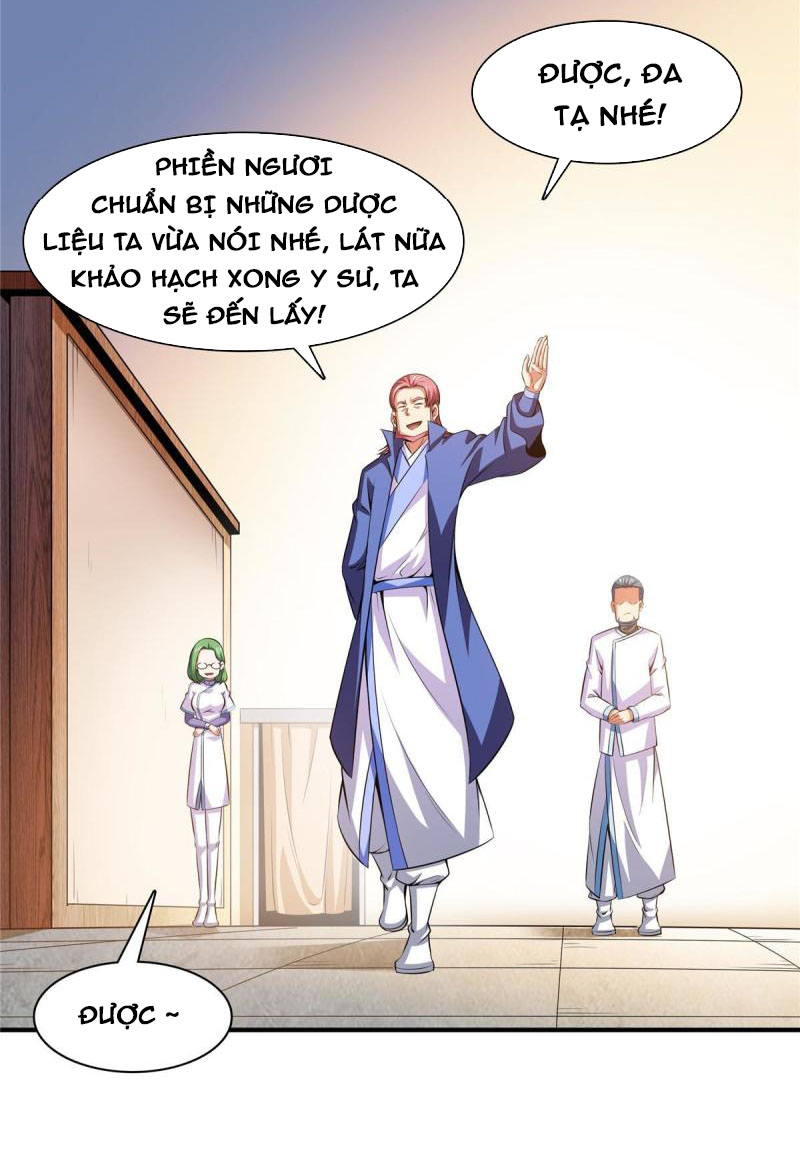 ĐƯỢC, ĐA
TẠ NHÉ!
PHIỀN NGƯƠI
CHUẨN BỊ NHỮNG DƯỢC
LIỆU TA VỪA NÓI NHÉ, LÁT NỮA
KHẢO HẠCH XONG Y SƯ, TA
SẼ ĐẾN LẤY!
ĐƯỢC ~